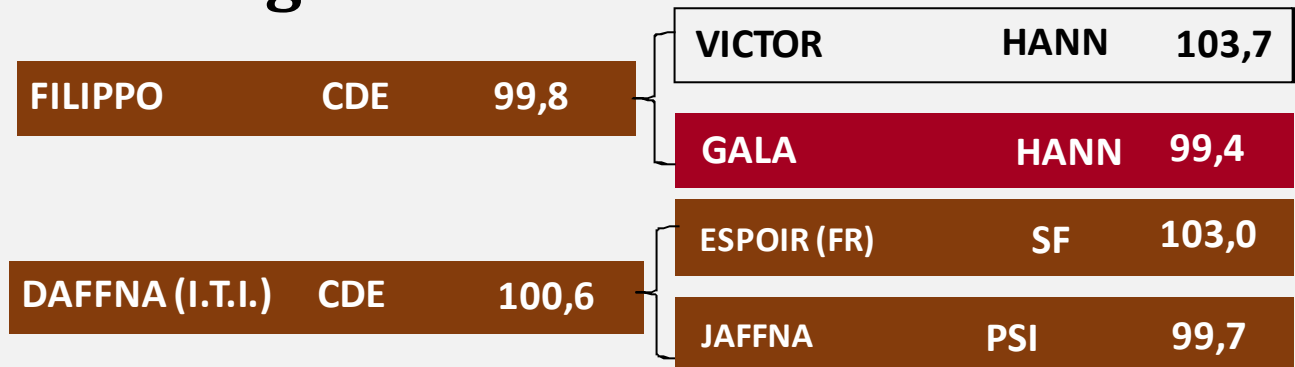 VICTOR HANN 103,7
FILIPPO CDE 99,8
GALA HANN 99,4
ESPOIR (FR) SF 103,0
DAFFNA (I.T.I.) CDE 100,6
JAFFNA PSI 99,7